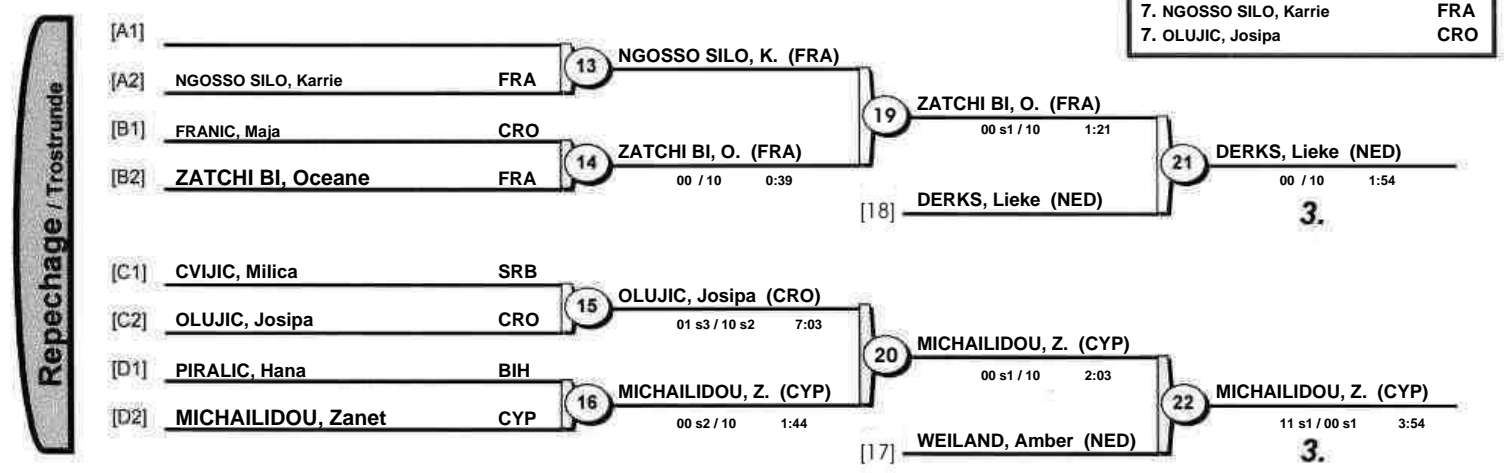 7. NGOSSO SILO, Karrie FRA
7. OLUJIC, Josipa CRO
Repechage / Trostrunde
[A1]
[A2] NGOSSO SILO, Karrie FRA
13 NGOSSO SILO, K. (FRA)
[B1] FRANIC, Maja CRO
[B2] ZATCHI BI, Oceane FRA
14 ZATCHI BI, O. (FRA)
00 / 10 0:39
19 ZATCHI BI, O. (FRA)
00 s1 / 10 1:21
[18] DERKS, Lieke (NED)
21 DERKS, Lieke (NED)
00 / 10 1:54
3.
[C1] CVIJIC, Milica SRB
[C2] OLUJIC, Josipa CRO
15 OLUJIC, Josipa (CRO)
01 s3 / 10 s2 7:03
[D1] PIRALIC, Hana BIH
[D2] MICHAILIDOU, Zanet CYP
16 MICHAILIDOU, Z. (CYP)
00 s2 / 10 1:44
20 MICHAILIDOU, Z. (CYP)
00 s1 / 10 2:03
[17] WEILAND, Amber (NED)
22 MICHAILIDOU, Z. (CYP)
11 s1 / 00 s1 3:54
3.